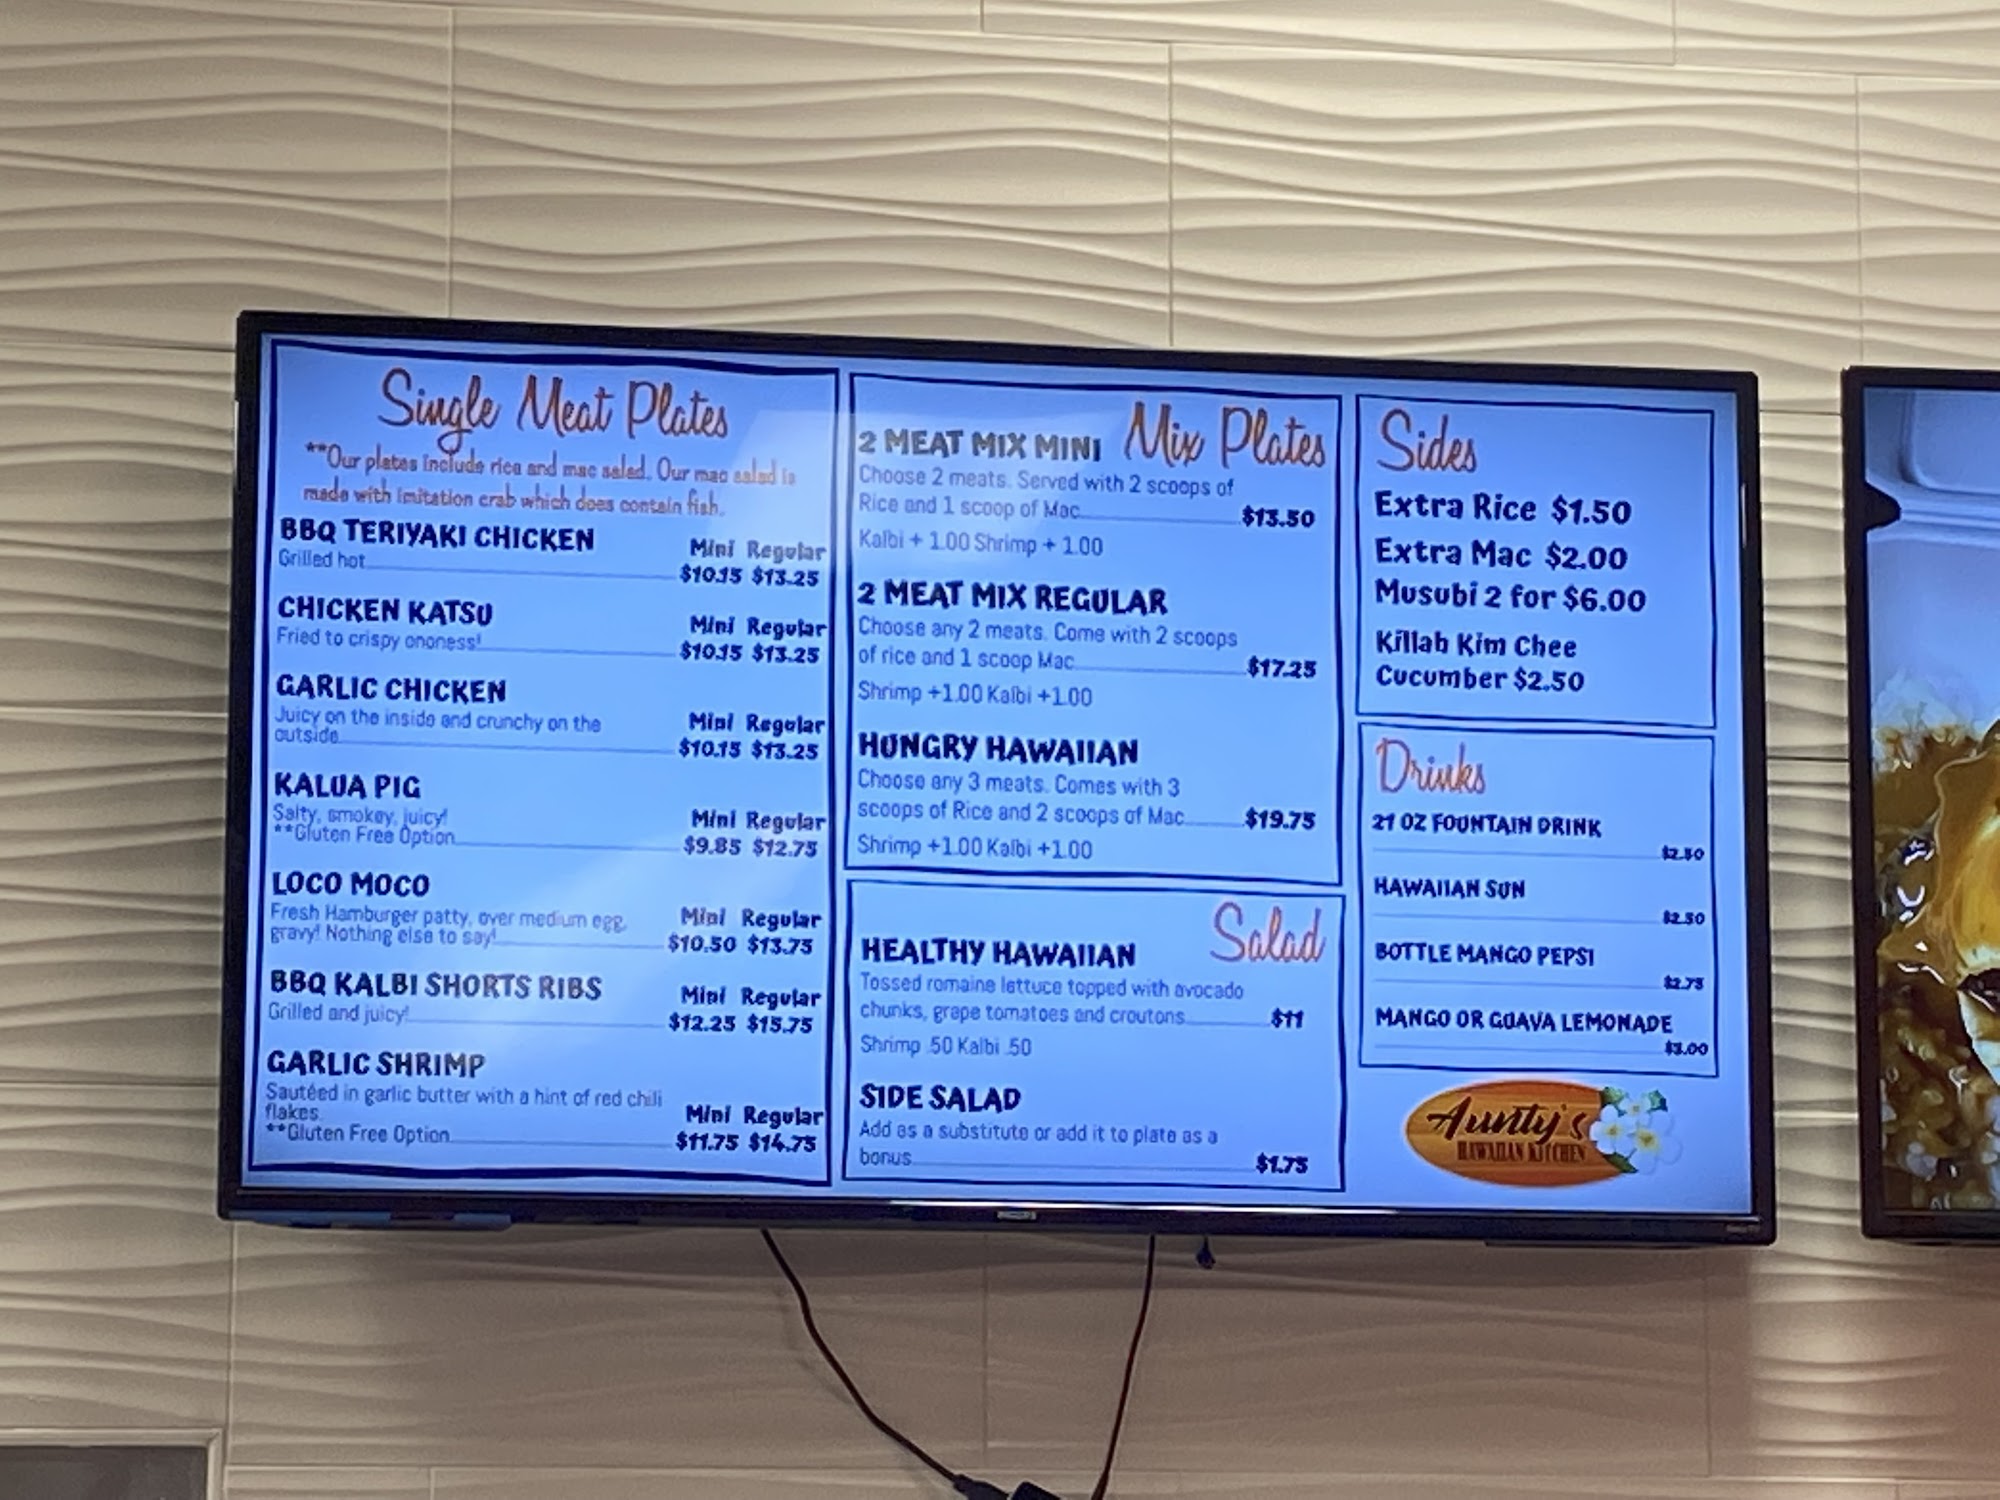 Single Meat Plates
**Our plates include rice and mac salad. Our mac salad is
made with imitation crab which does contain fish.
BBQ TERIYAKI CHICKEN
Mini Regular
Grilled hot
$10.15 $13.25
CHICKEN KATSU
Mini Regular
Fried to crispy ononess!
$10.15 $13.25
GARLIC CHICKEN
Juicy on the inside and crunchy on the
Mini Regular
outside
$10.15 $13.25
KALUA PIG
Salty, smokey, juicy!
Mini Regular
**Gluten Free Option
$9.85 $12.75
LOCO MOCO
Fresh Hamburger patty, over medium egg,
Mini Regular
gravy! Nothing else to say!
$10.50 $13.75
BBQ KALBI SHORTS RIBS
Mini Regular
Grilled and juicy!
$12.25 $15.75
GARLIC SHRIMP
Sautéed in garlic butter with a hint of red chili
flakes.
Mini Regular
**Gluten Free Option
$11.75 $14.75
Mix Plates
2 MEAT MIX MINI
Choose 2 meats. Served with 2 scoops of
Rice and 1 scoop of Mac $13.50
Kalbi + 1.00 Shrimp + 1.00
2 MEAT MIX REGULAR
Choose any 2 meats. Come with 2 scoops
of rice and 1 scoop Mac $17.25
Shrimp +1.00 Kalbi +1.00
HUNGRY HAWAIIAN
Choose any 3 meats. Comes with 3
scoops of Rice and 2 scoops of Mac $19.75
Shrimp +1.00 Kalbi +1.00
Salad
HEALTHY HAWAIIAN
Tossed romaine lettuce topped with avocado
chunks, grape tomatoes and croutons $11
Shrimp .50 Kalbi .50
SIDE SALAD
Add as a substitute or add it to plate as a
bonus $1.75
Sides
Extra Rice $1.50
Extra Mac $2.00
Musubi 2 for $6.00
Killah Kim Chee
Cucumber $2.50
Drinks
21 OZ FOUNTAIN DRINK
$2.50
HAWAIIAN SUN
$2.50
BOTTLE MANGO PEPSI
$2.75
MANGO OR GUAVA LEMONADE
$3.00
Aunty's
HAWAIIAN KITCHEN